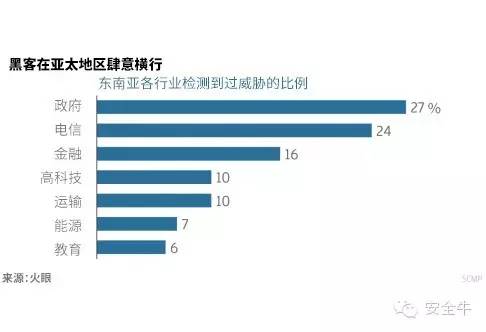 黑客在亚太地区肆意横行
东南亚各行业检测到过威胁的比例
政府 27 %
电信 24
金融 16
高科技 10
运输 10
能源 7
教育 6
来源:火眼 SCMP
安全牛